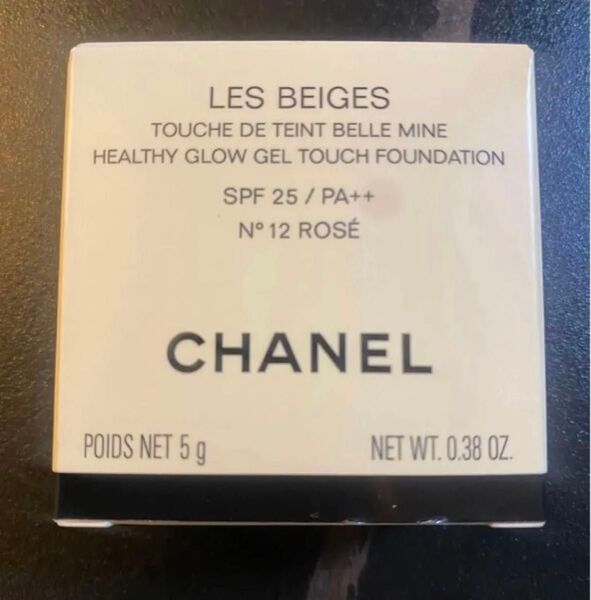 LES BEIGES
TOUCHE DE TEINT BELLE MINE
HEALTHY GLOW GEL TOUCH FOUNDATION
SPF 25 / PA++
N° 12 ROSÉ
CHANEL
POIDS NET 5 g NET WT. 0.38 OZ.